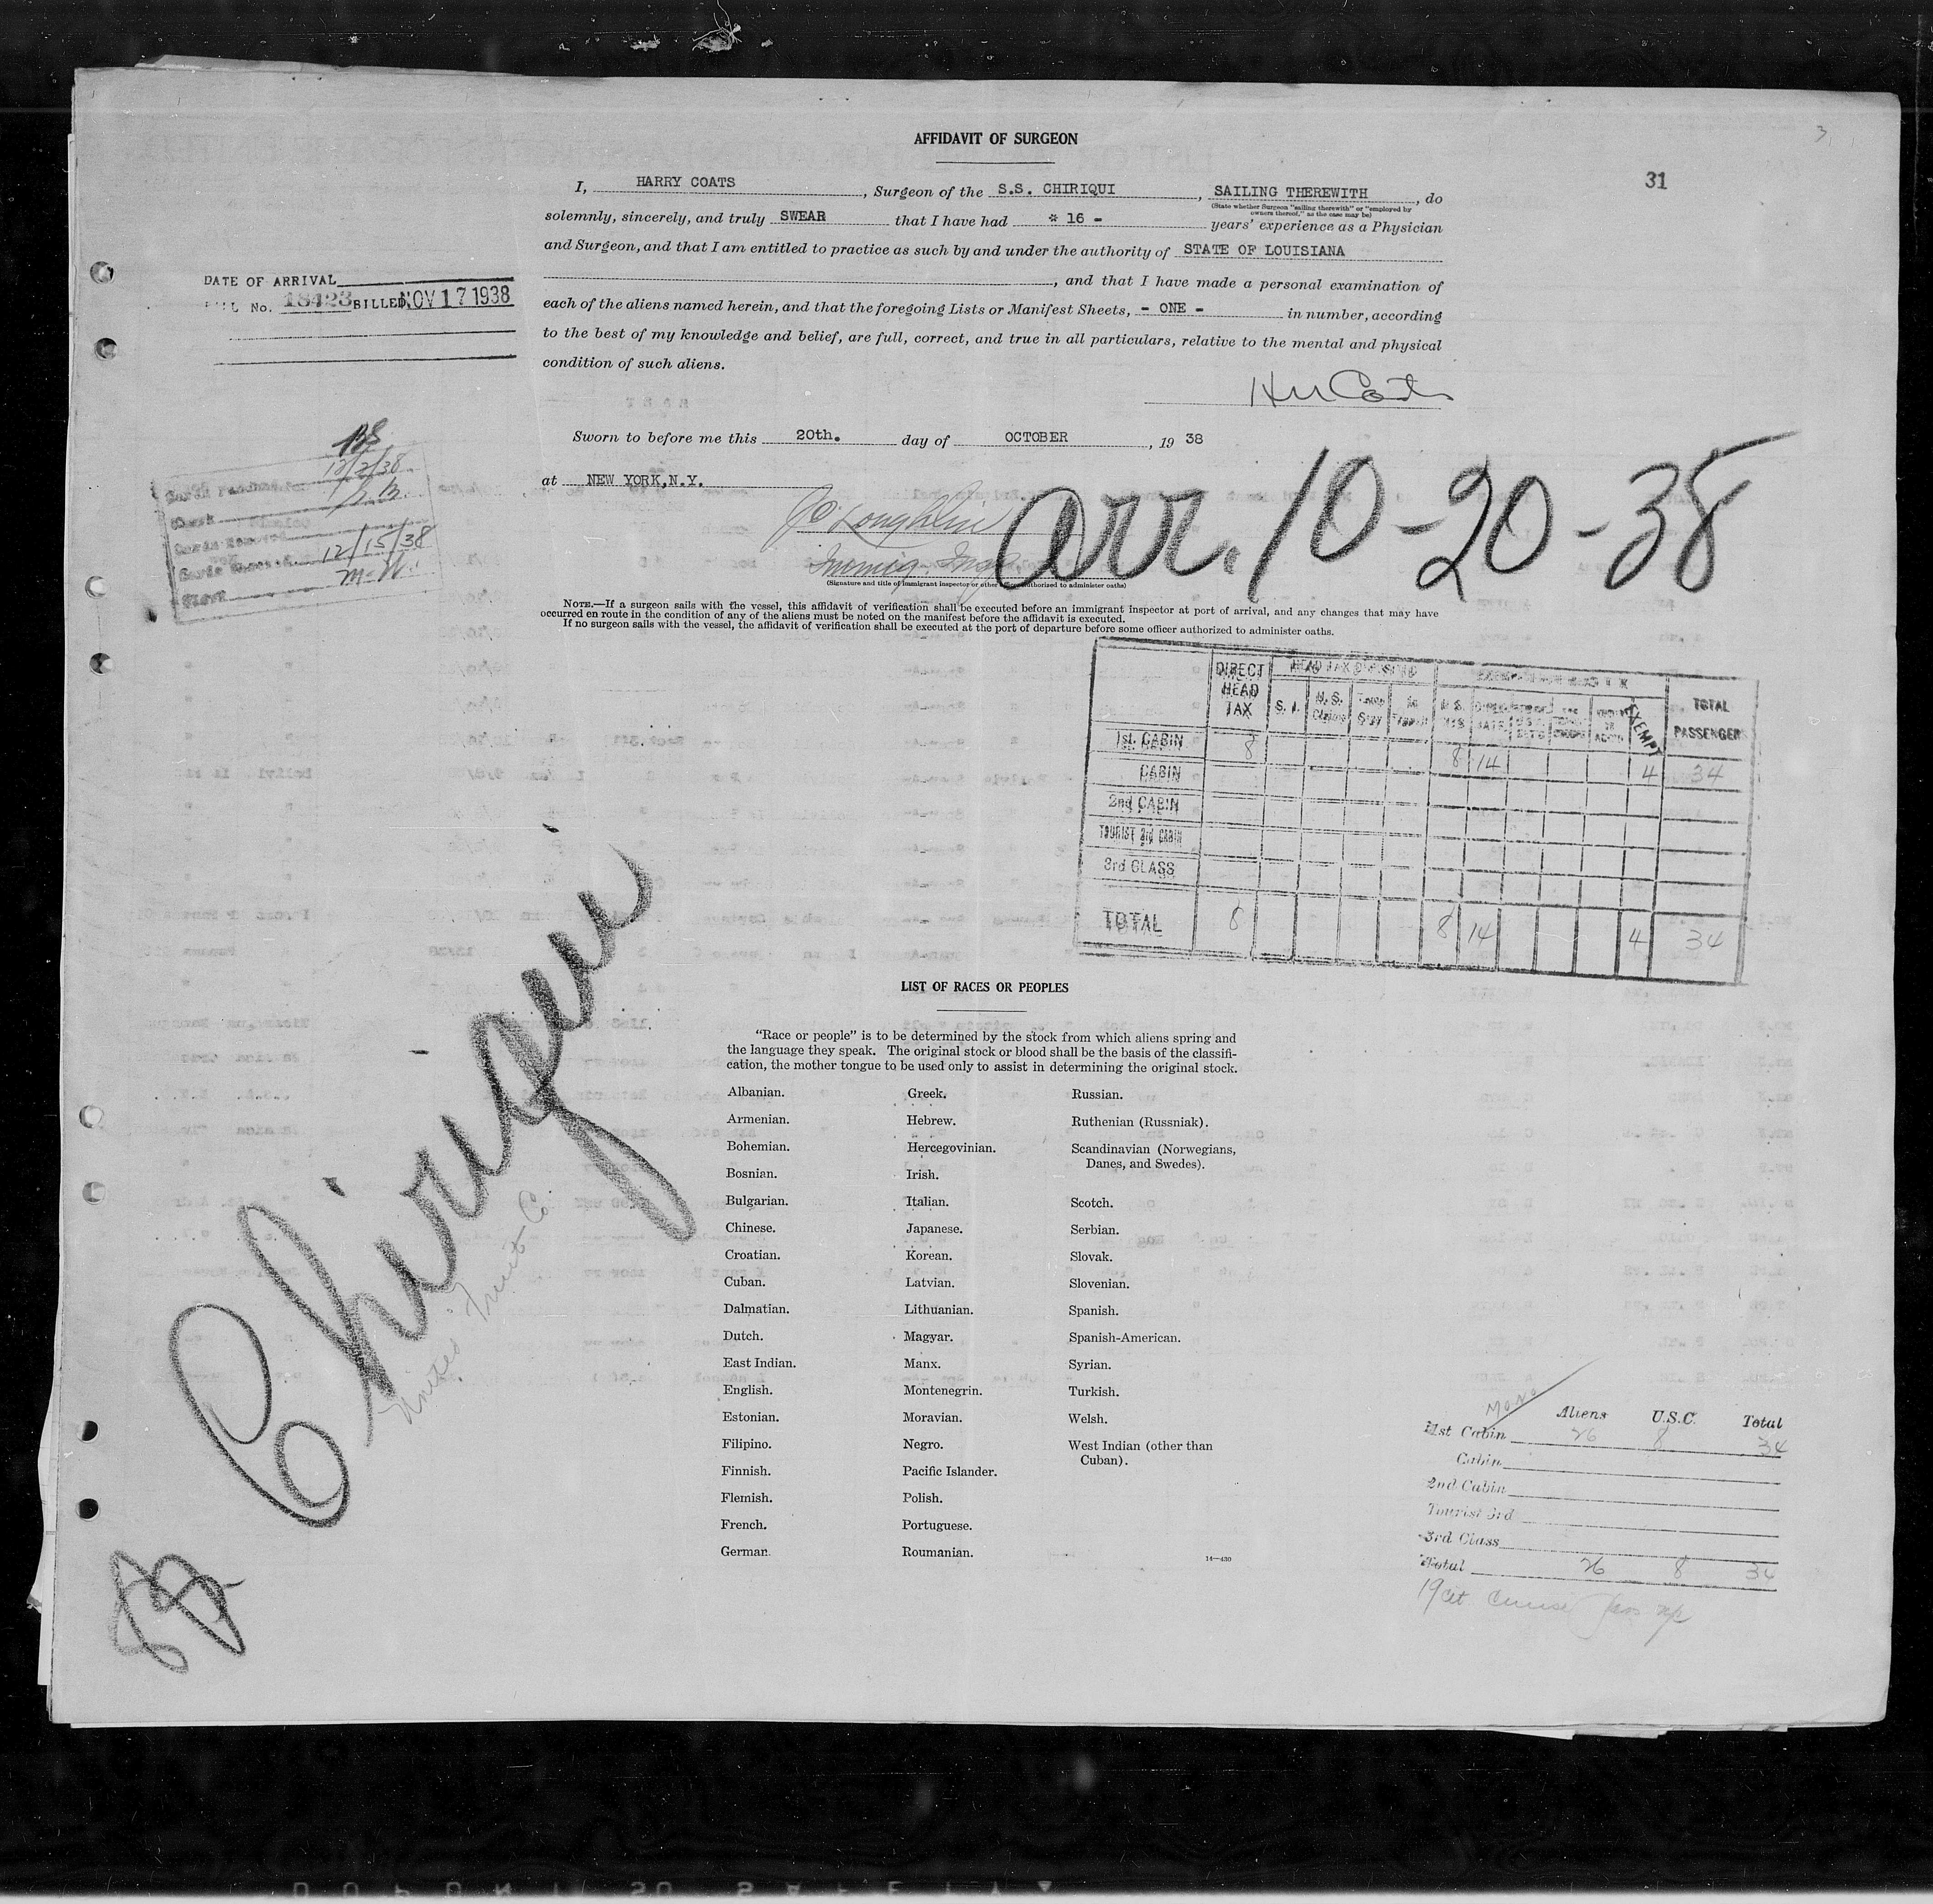 AFFIDAVIT OF SURGEON
31
I, HARRY COATS, Surgeon of the S.S. CHIRIQUI, SAILING THEREWITH, do
(State whether Surgeon "sailing therewith" or "employed by owners thereof," as the case may be)
solemnly, sincerely, and truly SWEAR that I have had * 16 - years' experience as a Physician
and Surgeon, and that I am entitled to practice as such by and under the authority of STATE OF LOUISIANA
, and that I have made a personal examination of
each of the aliens named herein, and that the foregoing Lists or Manifest Sheets, - ONE - in number, according
to the best of my knowledge and belief, are full, correct, and true in all particulars, relative to the mental and physical
condition of such aliens.
DATE OF ARRIVAL
No. 18423 BILLED NOV 17 1938
Sworn to before me this 20th. day of OCTOBER, 19 38
at NEW YORK, N.Y.
12/2/38
12/15/38
arr. 10-20-38
(Signature and title of immigrant inspector or other authorized to administer oaths)
NOTE.—If a surgeon sails with the vessel, this affidavit of verification shall be executed before an immigrant inspector at port of arrival, and any changes that may have
occurred en route in the condition of any of the aliens must be noted on the manifest before the affidavit is executed.
If no surgeon sails with the vessel, the affidavit of verification shall be executed at the port of departure before some officer authorized to administer oaths.
DIRECT HEAD TAX
S. I.
U.S.
EXEMPT
TOTAL PASSENGERS
1st. CABIN 8 8 14 4 34
CABIN
2nd CABIN
TOURIST 3rd CABIN
3rd CLASS
TOTAL 8 8 14 4 34
Chiriqui
United Fruit Co.
LIST OF RACES OR PEOPLES
"Race or people" is to be determined by the stock from which aliens spring and
the language they speak. The original stock or blood shall be the basis of the classifi-
cation, the mother tongue to be used only to assist in determining the original stock.
Albanian.
Armenian.
Bohemian.
Bosnian.
Bulgarian.
Chinese.
Croatian.
Cuban.
Dalmatian.
Dutch.
East Indian.
English.
Estonian.
Filipino.
Finnish.
Flemish.
French.
German.
Greek.
Hebrew.
Hercegovinian.
Irish.
Italian.
Japanese.
Korean.
Latvian.
Lithuanian.
Magyar.
Manx.
Montenegrin.
Moravian.
Negro.
Pacific Islander.
Polish.
Portuguese.
Roumanian.
Russian.
Ruthenian (Russniak).
Scandinavian (Norwegians,
Danes, and Swedes).
Scotch.
Serbian.
Slovak.
Slovenian.
Spanish.
Spanish-American.
Syrian.
Turkish.
Welsh.
West Indian (other than
Cuban).
14—430
Aliens U.S.C. Total
1st Cabin 26 8 34
Cabin
2nd Cabin
Tourist 3rd
3rd Class
Total 26 8 34